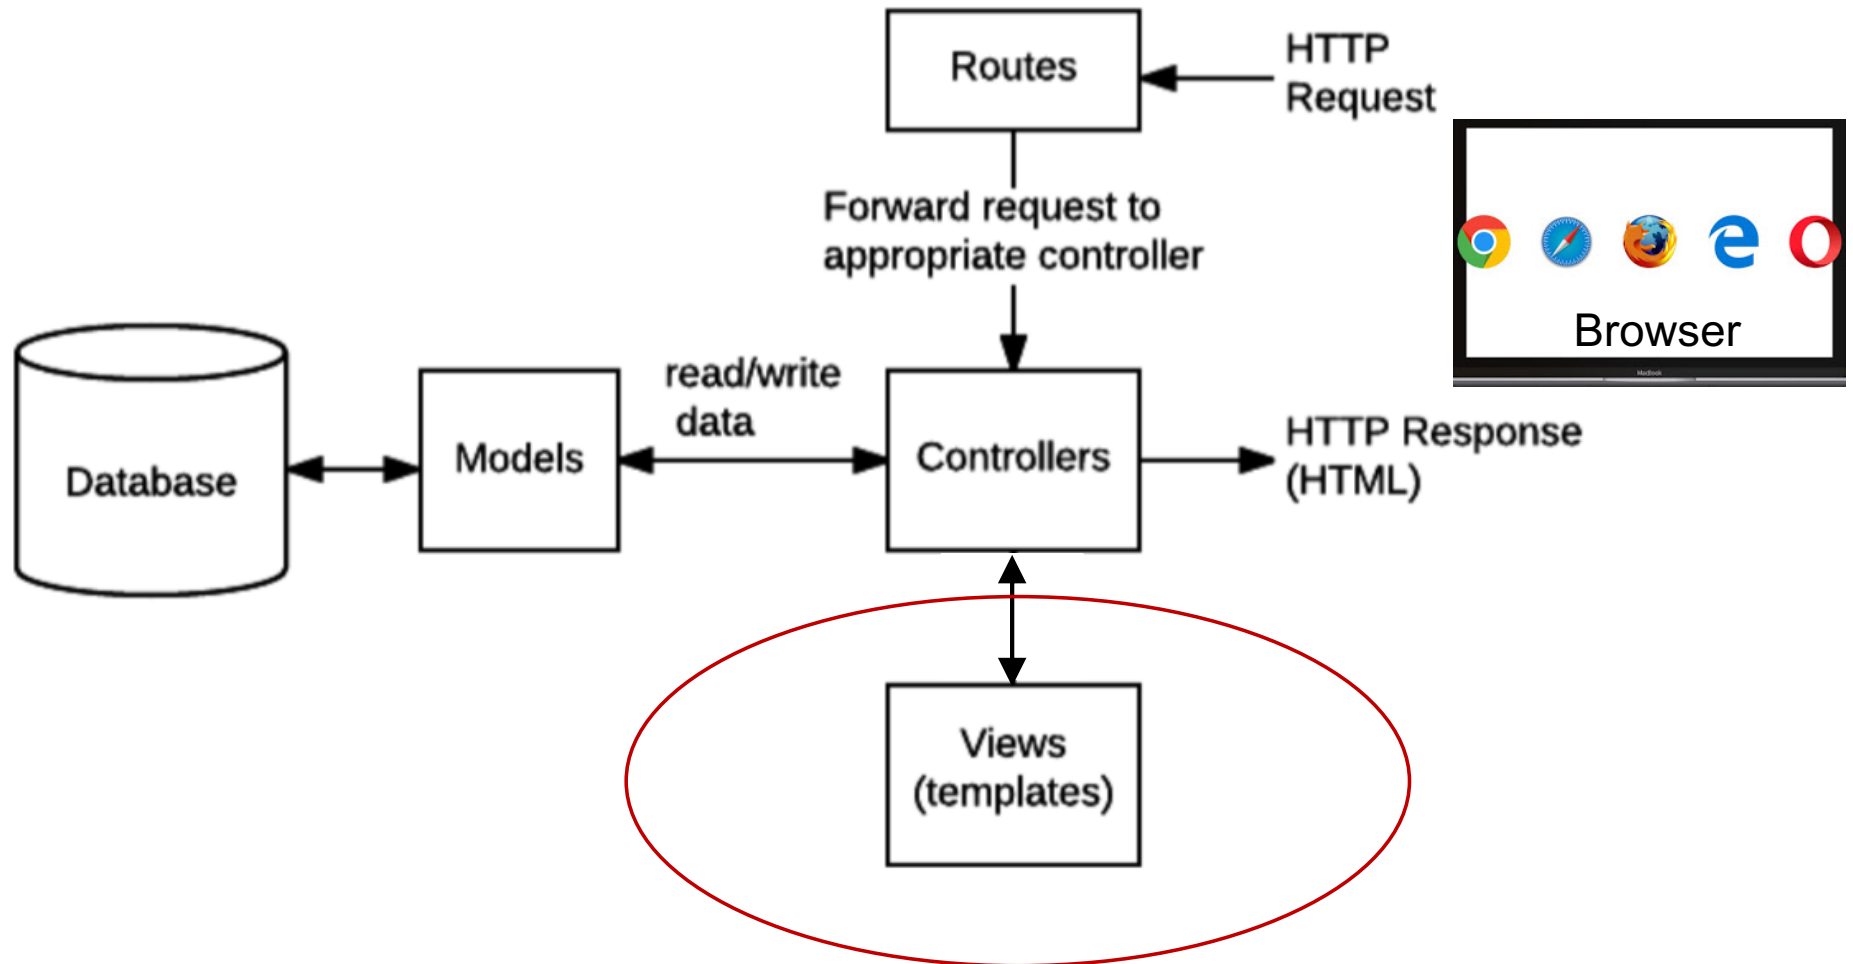 Routes
HTTP
Request
Forward request to
appropriate controller
Browser
MacBook
Database
Models
read/write
data
Controllers
HTTP Response
(HTML)
Views
(templates)